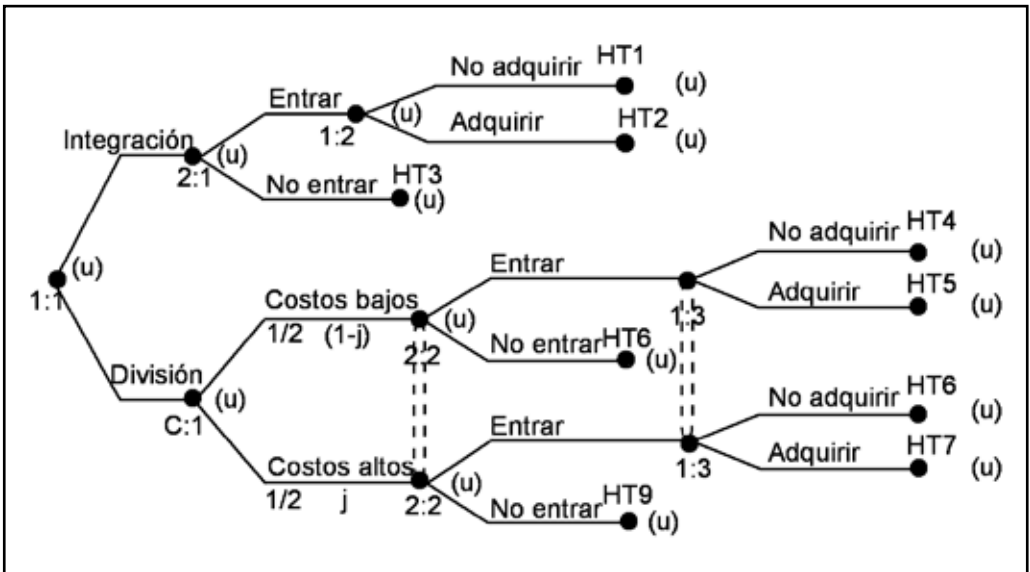 No adquirir HT1 (u)
Entrar (u)
1:2 Adquirir HT2 (u)
Integración (u)
2:1 No entrar HT3 (u)
(u)
1:1
No adquirir HT4 (u)
Entrar
1:3 Adquirir HT5 (u)
Costos bajos (u)
1/2 (1-j) 2:2 No entrar HT6 (u)
División (u)
C:1
No adquirir HT6 (u)
Entrar
1:3 Adquirir HT7 (u)
Costos altos (u)
1/2 j 2:2 No entrar HT9 (u)